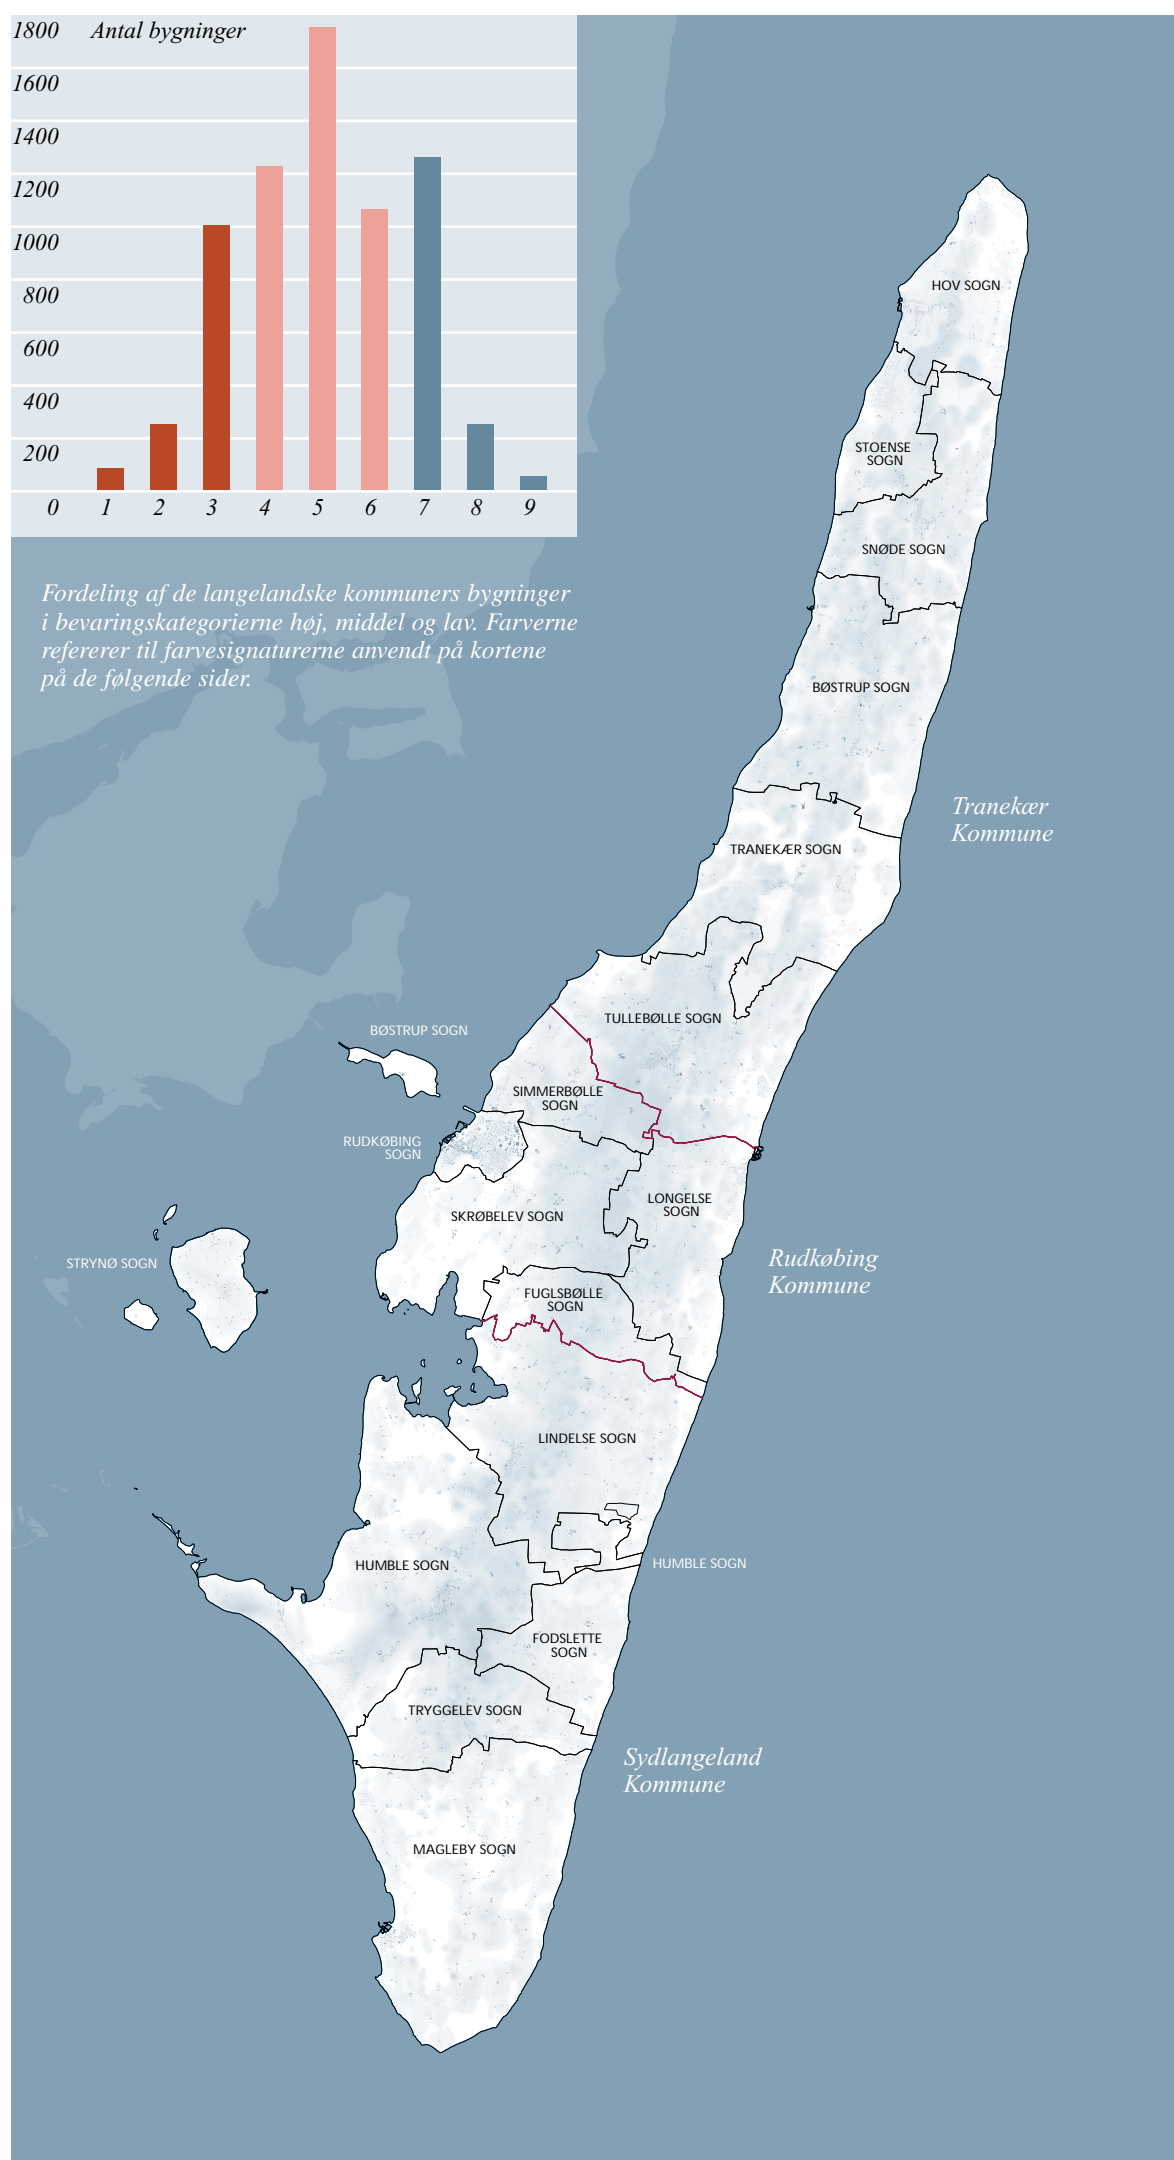 1800 Antal bygninger
1600
1400
1200
1000
800
600
400
200
0 1 2 3 4 5 6 7 8 9
Fordeling af de langelandske kommuners bygninger
i bevaringskategorierne høj, middel og lav. Farverne
refererer til farvesignaturerne anvendt på kortene
på de følgende sider.
HOV SOGN
STOENSE
SOGN
SNØDE SOGN
BØSTRUP SOGN
Tranekær
Kommune
TRANEKÆR SOGN
TULLEBØLLE SOGN
BØSTRUP SOGN
SIMMERBØLLE
SOGN
RUDKØBING
SOGN
LONGELSE
SOGN
SKRØBELEV SOGN
STRYNØ SOGN
Rudkøbing
Kommune
FUGLSBØLLE
SOGN
LINDELSE SOGN
HUMBLE SOGN
HUMBLE SOGN
FODSLETTE
SOGN
TRYGGELEV SOGN
Sydlangeland
Kommune
MAGLEBY SOGN